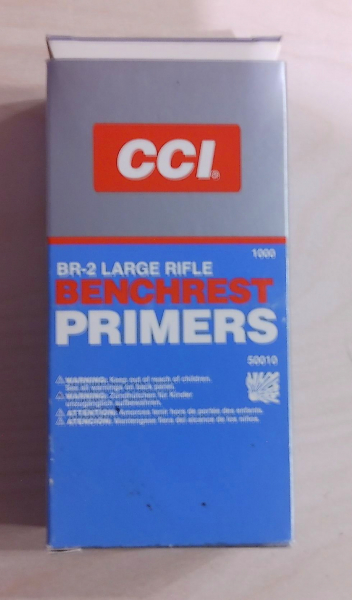 CCI®
1000
BR-2 LARGE RIFLE
BENCHREST
PRIMERS
50010
⚠ WARNING: Keep out of reach of children.
See all warnings on back panel.
⚠ WARNUNG: Zündhütchen für Kinder
unzugänglich aufbewahren.
⚠ ATTENTION: Amorces tenir hors de portée des enfants.
⚠ ATENCIÓN: Mantengase fuera del alcance de los niños.